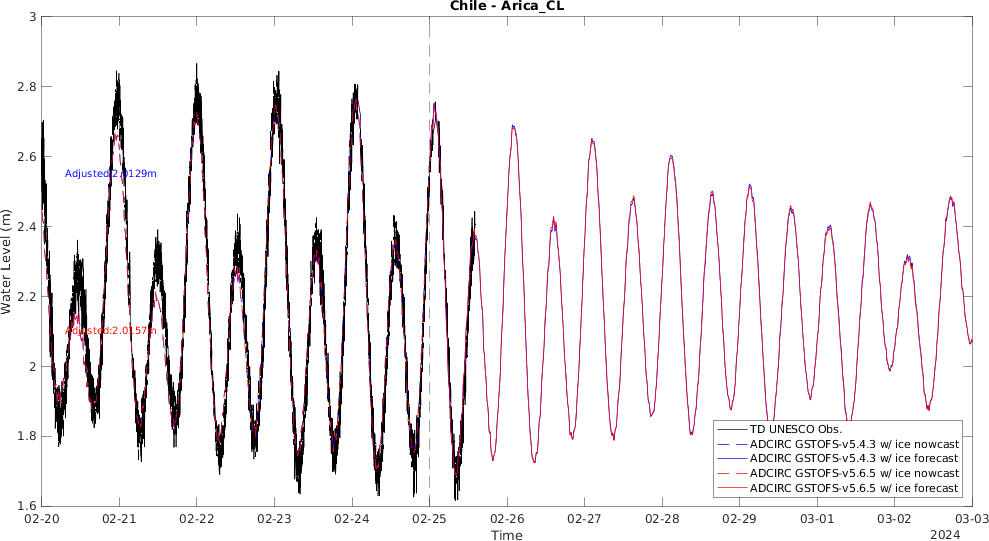 Chile - Arica_CL
3
2.8
2.6
2.4
2.2
2
1.8
1.6
Water Level (m)
Adjusted:2.0129m
Adjusted:2.0157m
TD UNESCO Obs.
ADCIRC GSTOFS-v5.4.3 w/ ice nowcast
ADCIRC GSTOFS-v5.4.3 w/ ice forecast
ADCIRC GSTOFS-v5.6.5 w/ ice nowcast
ADCIRC GSTOFS-v5.6.5 w/ ice forecast
02-20 02-21 02-22 02-23 02-24 02-25 02-26 02-27 02-28 02-29 03-01 03-02 03-03
Time 2024